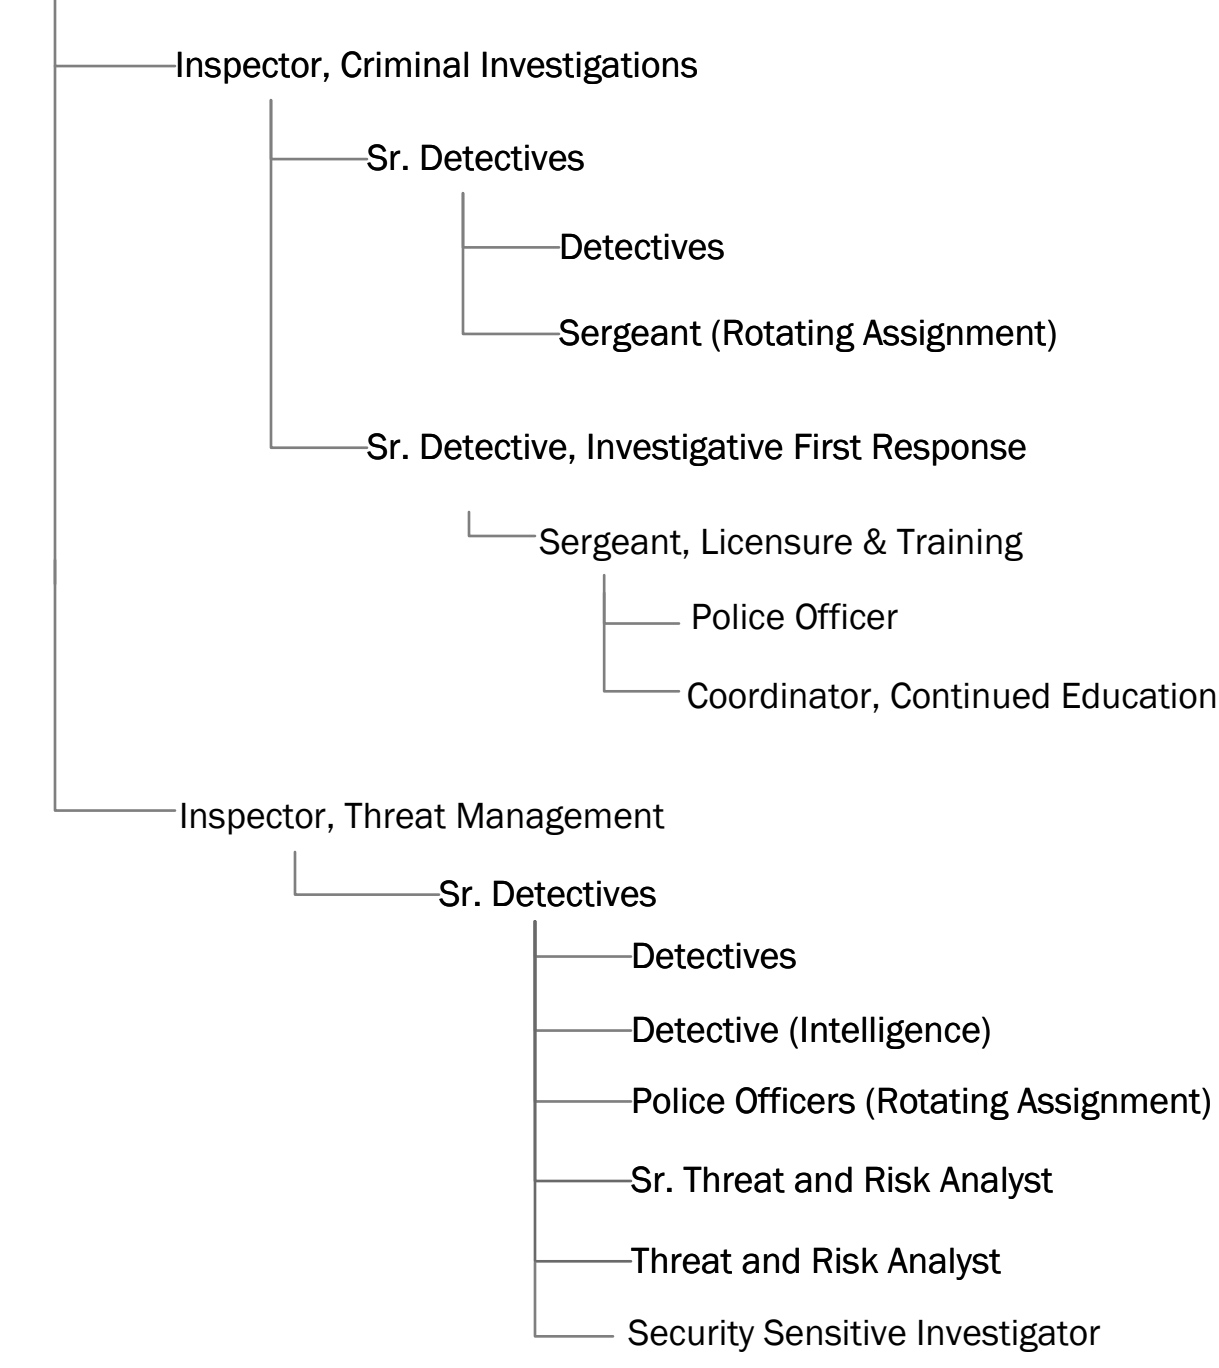 Inspector, Criminal Investigations
Sr. Detectives
Detectives
Sergeant (Rotating Assignment)
Sr. Detective, Investigative First Response
Sergeant, Licensure & Training
Police Officer
Coordinator, Continued Education
Inspector, Threat Management
Sr. Detectives
Detectives
Detective (Intelligence)
Police Officers (Rotating Assignment)
Sr. Threat and Risk Analyst
Threat and Risk Analyst
Security Sensitive Investigator